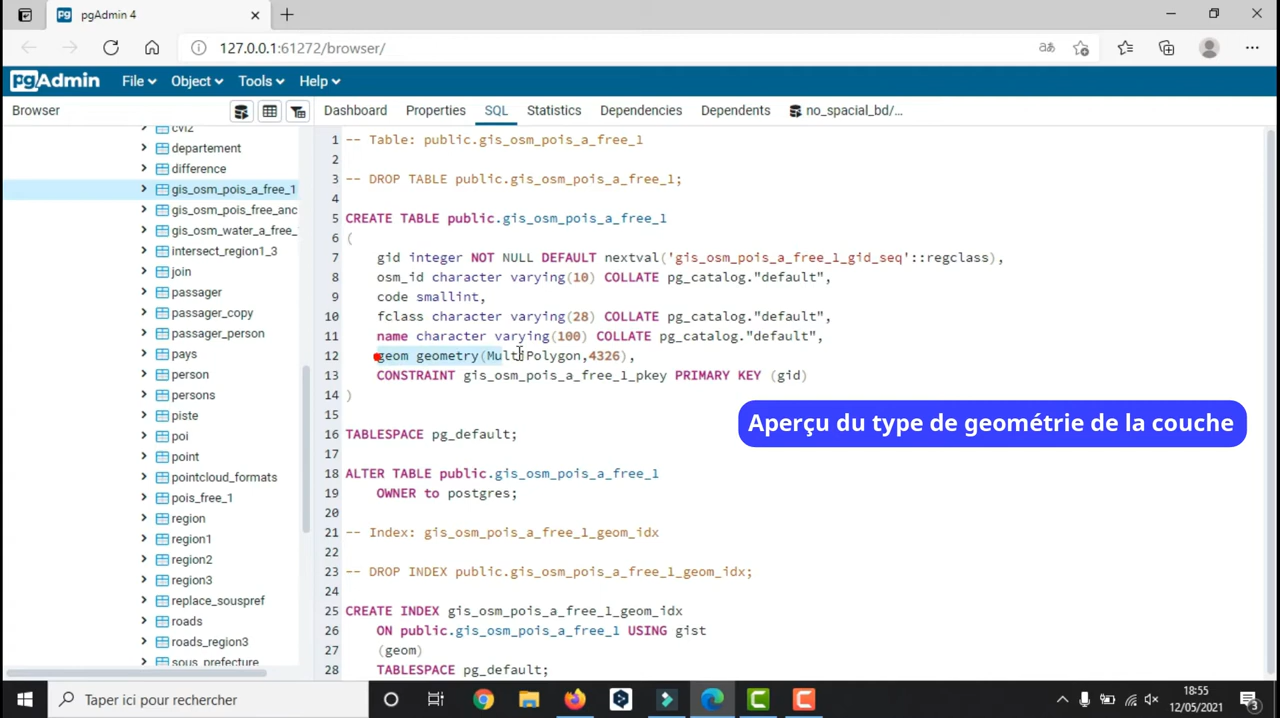 pgAdmin 4
127.0.0.1:61272/browser/
pgAdmin File Object Tools Help
Browser
Dashboard Properties SQL Statistics Dependencies Dependents no_spacial_bd/...
cvl2
departement
difference
gis_osm_pois_a_free_1
gis_osm_pois_free_anc
gis_osm_water_a_free_
intersect_region1_3
join
passager
passager_copy
passager_person
pays
person
persons
piste
poi
point
pointcloud_formats
pois_free_1
region
region1
region2
region3
replace_souspref
roads
roads_region3
sous_prefecture
1 -- Table: public.gis_osm_pois_a_free_1
2
3 -- DROP TABLE public.gis_osm_pois_a_free_1;
4
5 CREATE TABLE public.gis_osm_pois_a_free_1
6 (
7 gid integer NOT NULL DEFAULT nextval('gis_osm_pois_a_free_1_gid_seq'::regclass),
8 osm_id character varying(10) COLLATE pg_catalog."default",
9 code smallint,
10 fclass character varying(28) COLLATE pg_catalog."default",
11 name character varying(100) COLLATE pg_catalog."default",
12 geom geometry(MultiPolygon,4326),
13 CONSTRAINT gis_osm_pois_a_free_1_pkey PRIMARY KEY (gid)
14 )
15
16 TABLESPACE pg_default;
17
18 ALTER TABLE public.gis_osm_pois_a_free_1
19 OWNER to postgres;
20
21 -- Index: gis_osm_pois_a_free_1_geom_idx
22
23 -- DROP INDEX public.gis_osm_pois_a_free_1_geom_idx;
24
25 CREATE INDEX gis_osm_pois_a_free_1_geom_idx
26 ON public.gis_osm_pois_a_free_1 USING gist
27 (geom)
28 TABLESPACE pg_default;
Aperçu du type de geométrie de la couche
Taper ici pour rechercher
18:55
12/05/2021
3